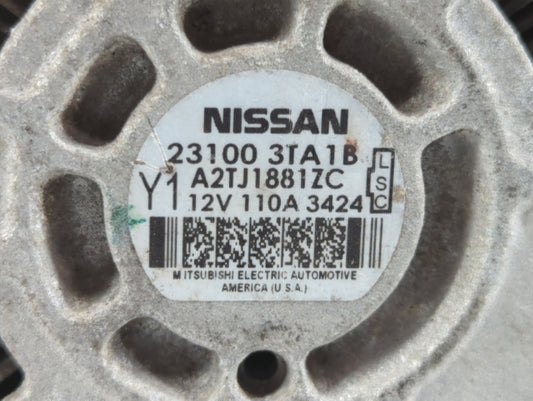 NISSAN
23100 3TA1B
Y1 A2TJ1881ZC
12V 110A 3424
L
S
C
MITSUBISHI ELECTRIC AUTOMOTIVE
AMERICA (U.S.A.)